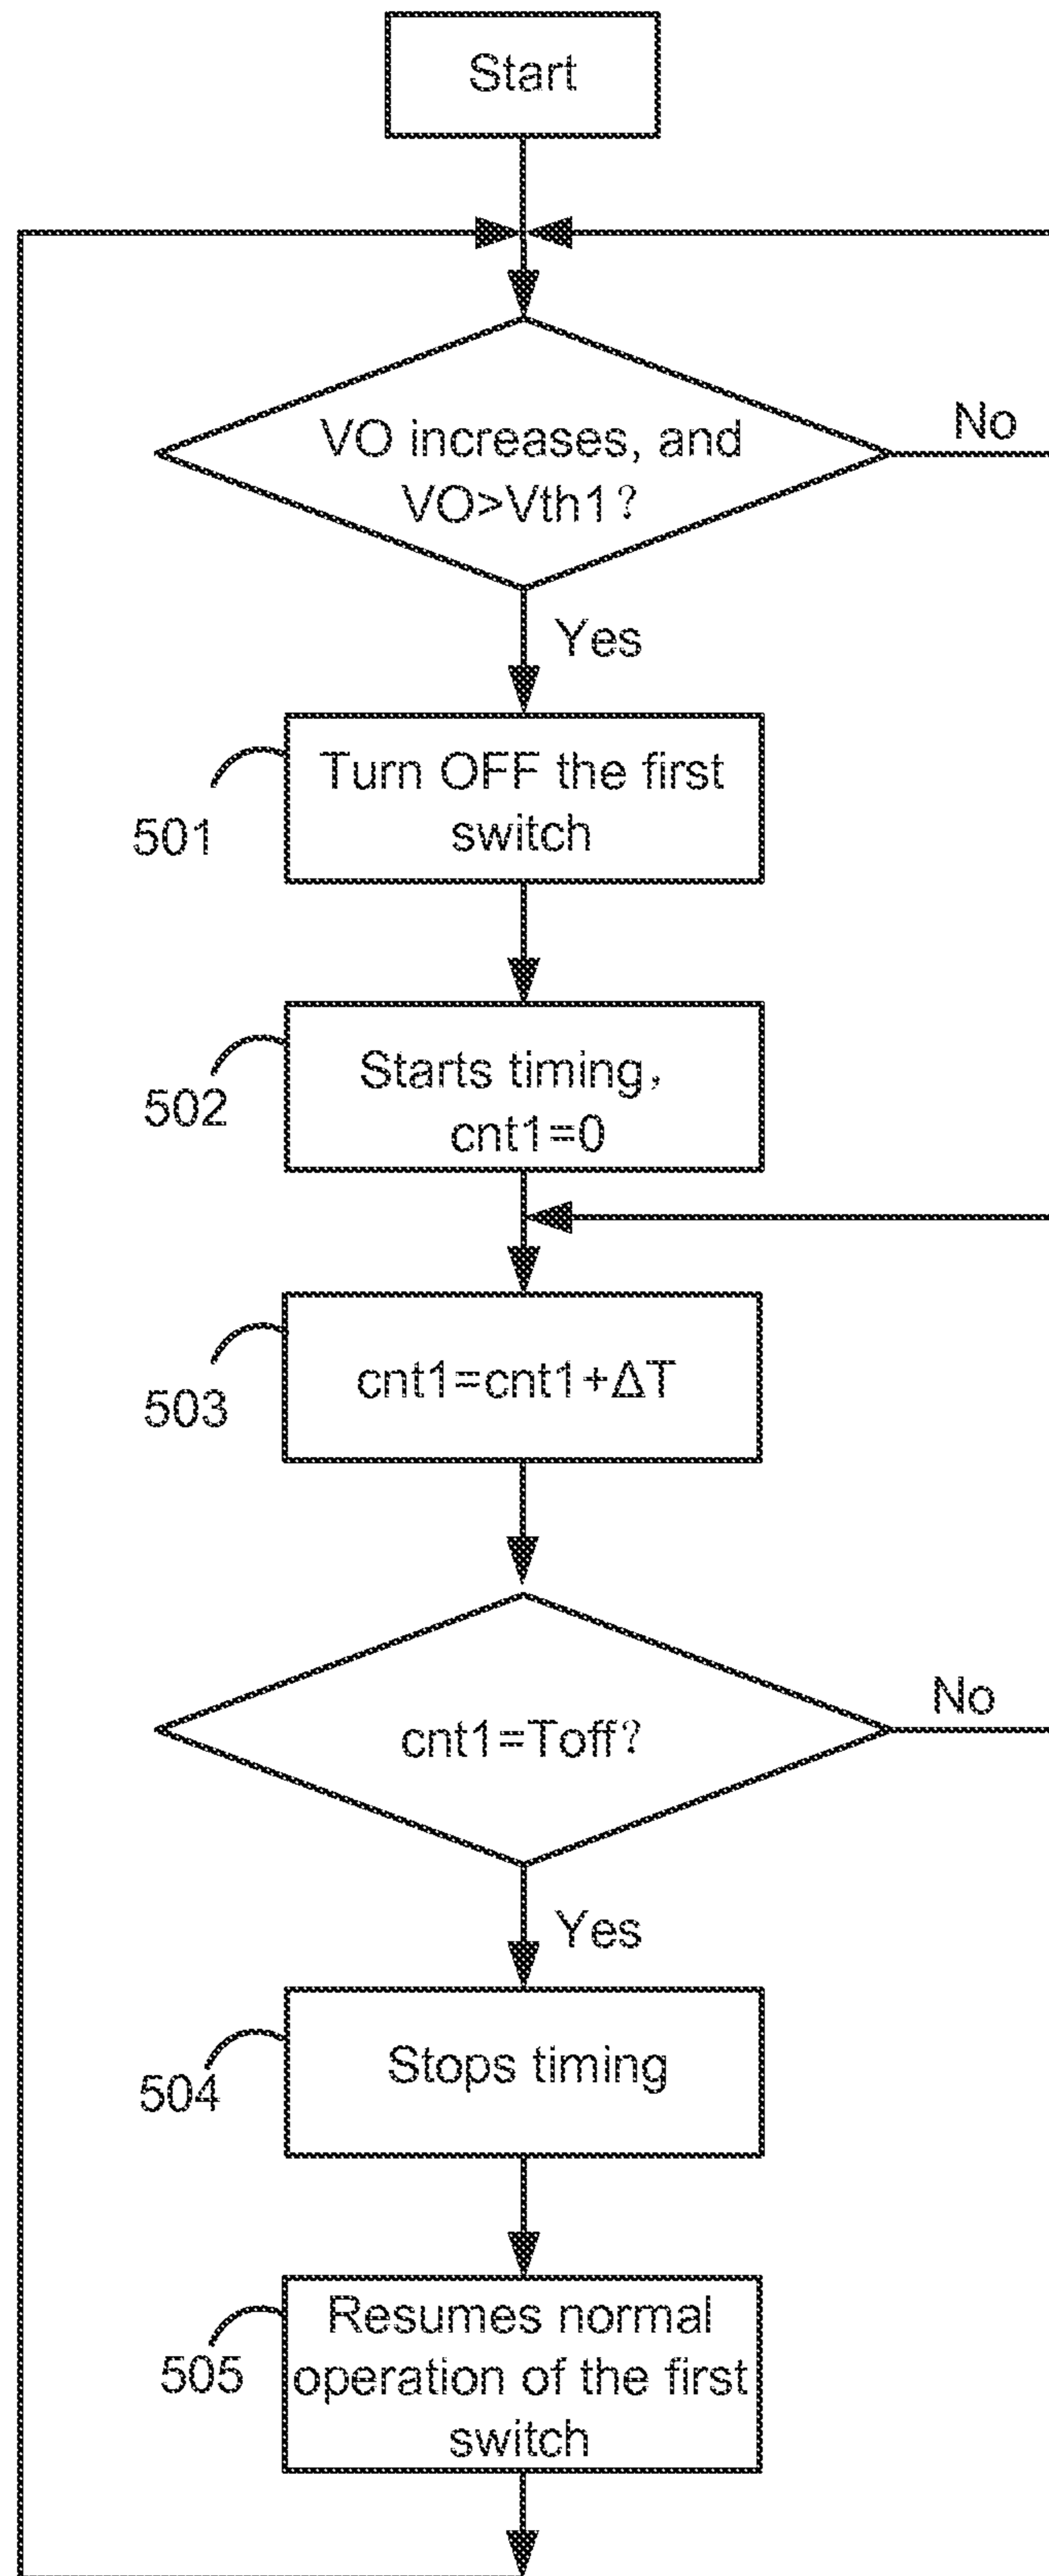 Start
VO increases, and
VO>Vth1?
No
Yes
Turn OFF the first
switch
501
Starts timing,
cnt1=0
502
cnt1=cnt1+ΔT
503
cnt1=Toff?
No
Yes
Stops timing
504
Resumes normal
operation of the first
switch
505